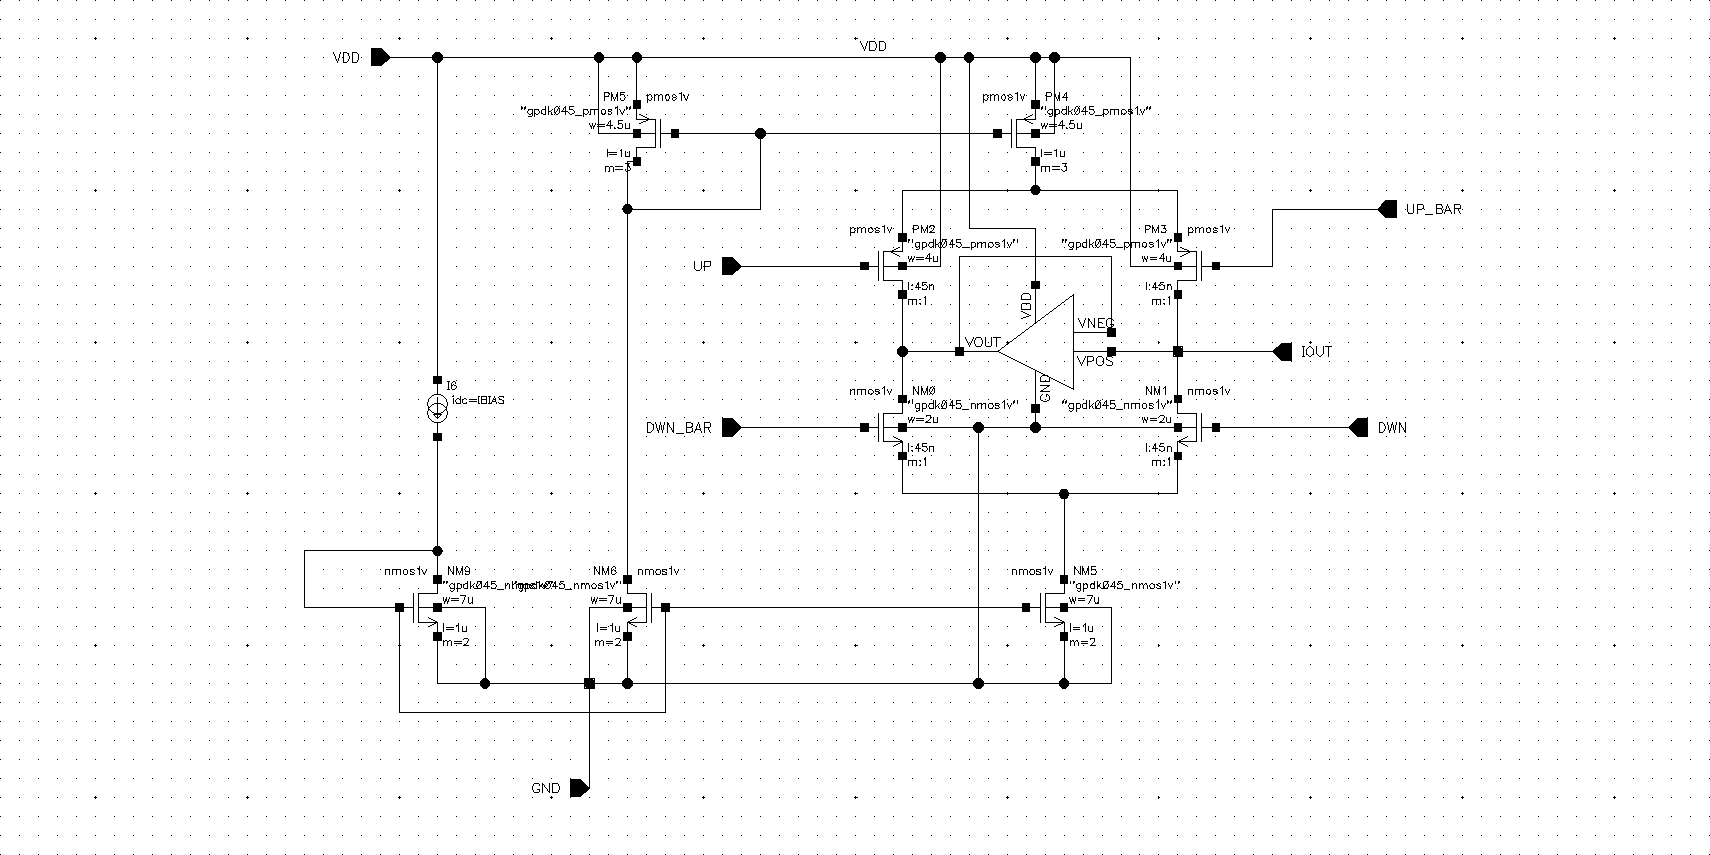 VDD
VDD
PM5
pmos1v
"gpdk045_pmos1v"
w=4.5u
l=1u
m=3
pmos1v
PM4
"gpdk045_pmos1v"
w=4.5u
l=1u
m=3
UP_BAR
pmos1v
PM2
"gpdk045_pmos1v"
w=4u
l:45n
m:1
PM3
pmos1v
"gpdk045_pmos1v"
w=4u
l:45n
m:1
UP
VDD
VNEG
VOUT
VPOS
GND
IOUT
I6
idc=IBIAS
nmos1v
NM0
"gpdk045_nmos1v"
w=2u
l:45n
m:1
NM1
nmos1v
"gpdk045_nmos1v"
w=2u
l:45n
m:1
DWN_BAR
DWN
nmos1v
NM9
"gpdk045_nmos1v"
w=7u
l=1u
m=2
NM6
nmos1v
"gpdk045_nmos1v"
w=7u
l=1u
m=2
nmos1v
NM5
"gpdk045_nmos1v"
w=7u
l=1u
m=2
GND